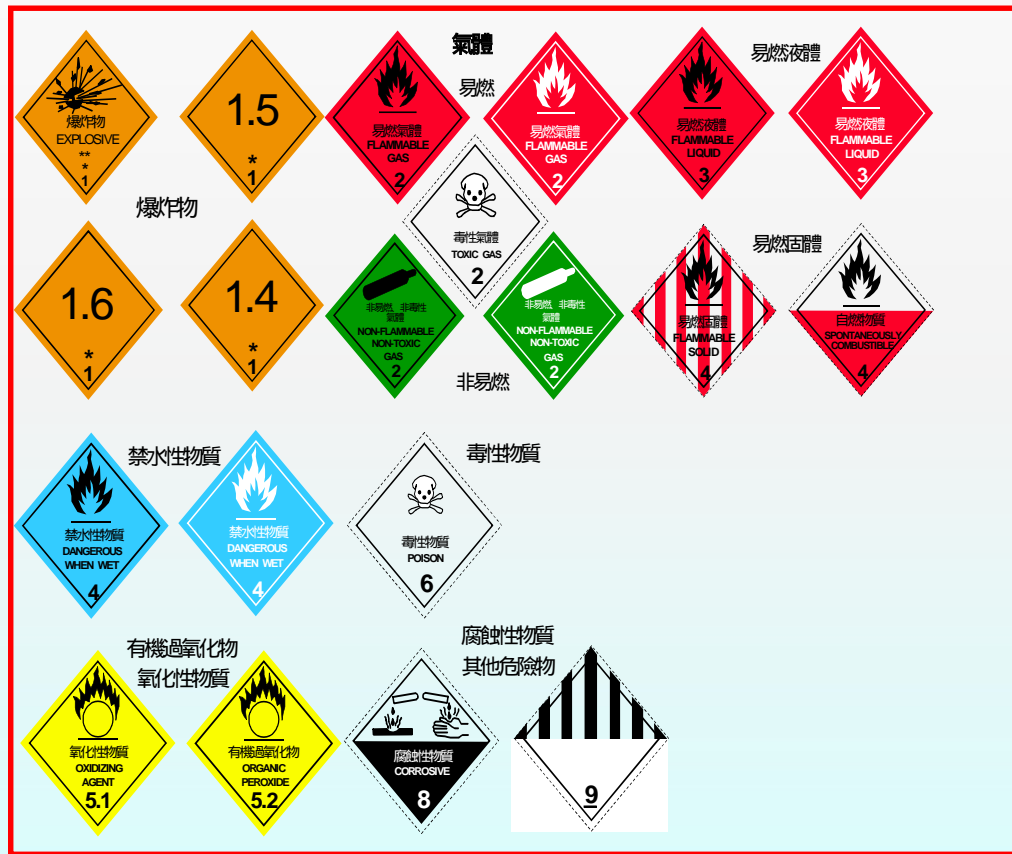 爆炸物
EXPLOSIVE
**
*
1
1.5
*
1
爆炸物
1.6
*
1
1.4
*
1
氣體
易燃
易燃氣體
FLAMMABLE
GAS
2
易燃氣體
FLAMMABLE
GAS
2
毒性氣體
TOXIC GAS
2
非易燃、非毒性
氣體
NON-FLAMMABLE
NON-TOXIC
GAS
2
非易燃、非毒性
氣體
NON-FLAMMABLE
NON-TOXIC
GAS
2
非易燃
易燃液體
易燃液體
FLAMMABLE
LIQUID
3
易燃液體
FLAMMABLE
LIQUID
3
易燃固體
易燃固體
FLAMMABLE
SOLID
4
自燃物質
SPONTANEOUSLY
COMBUSTIBLE
4
禁水性物質
禁水性物質
DANGEROUS
WHEN WET
4
禁水性物質
DANGEROUS
WHEN WET
4
毒性物質
毒性物質
POISON
6
有機過氧化物
氧化性物質
氧化性物質
OXIDIZING
AGENT
5.1
有機過氧化物
ORGANIC
PEROXIDE
5.2
腐蝕性物質
其他危險物
腐蝕性物質
CORROSIVE
8
9